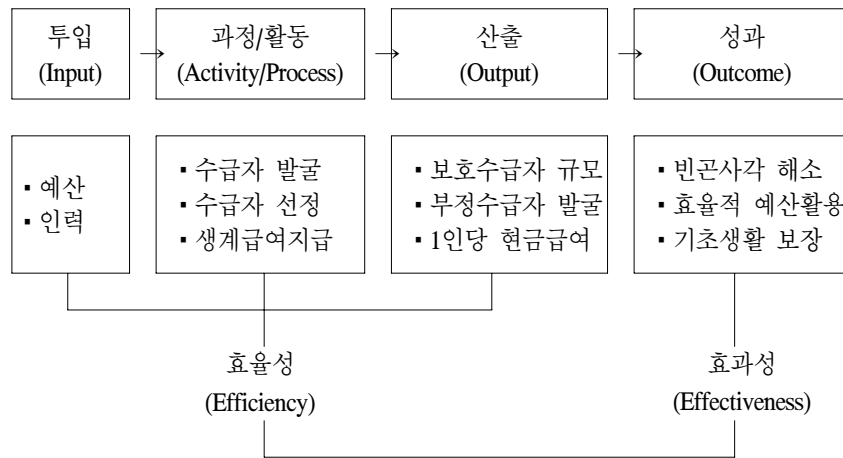 투입 → 과정/활동 → 산출 → 성과
(Input) (Activity/Process) (Output) (Outcome)
▪ 예산
▪ 인력
▪ 수급자 발굴
▪ 수급자 선정
▪ 생계급여지급
▪ 보호수급자 규모
▪ 부정수급자 발굴
▪ 1인당 현금급여
▪ 빈곤사각 해소
▪ 효율적 예산활용
▪ 기초생활 보장
효율성
(Efficiency)
효과성
(Effectiveness)